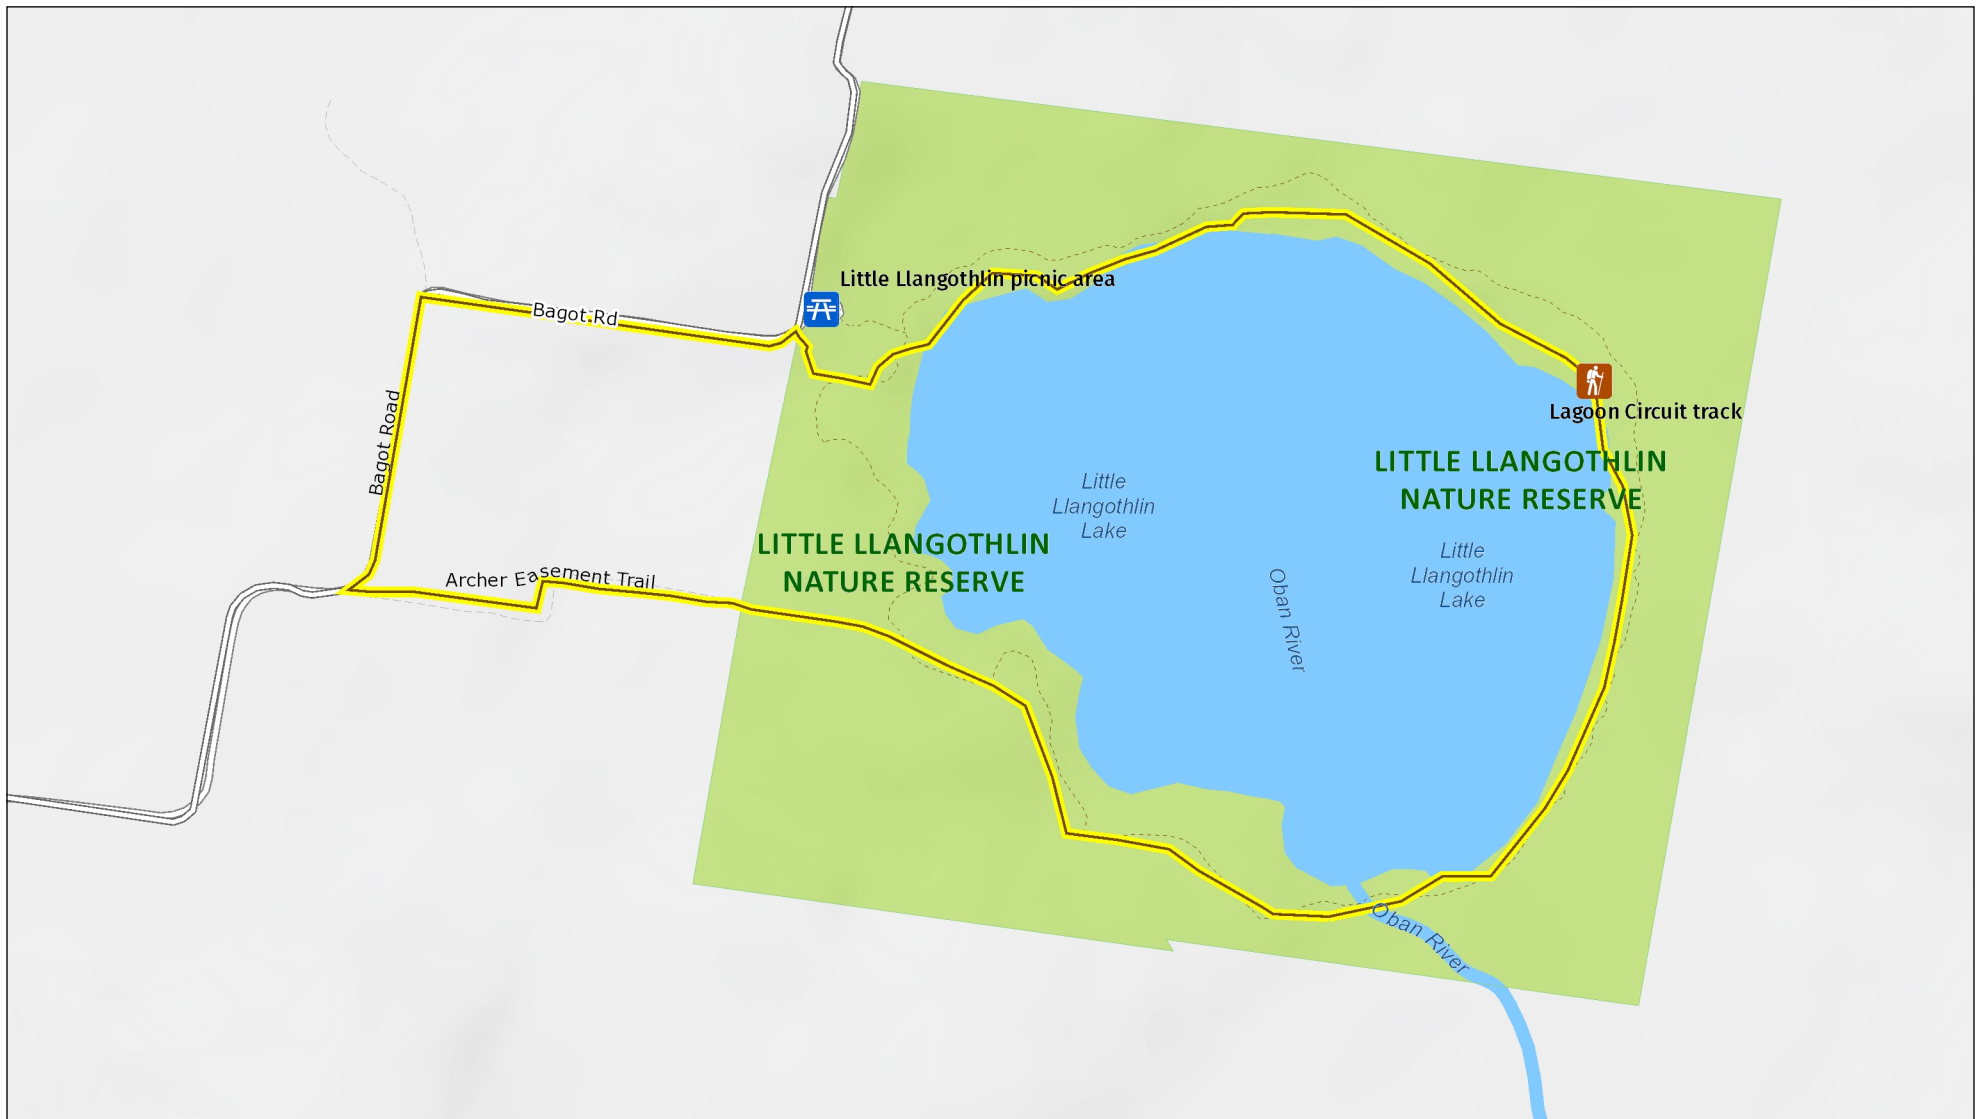 Little Llangothlin picnic area
Bagot Rd
Bagot Road
Lagoon Circuit track
LITTLE LLANGOTHLIN
NATURE RESERVE
Little
Llangothlin
Lake
LITTLE LLANGOTHLIN
NATURE RESERVE
Little
Llangothlin
Lake
Oban River
Archer Easement Trail
Oban River